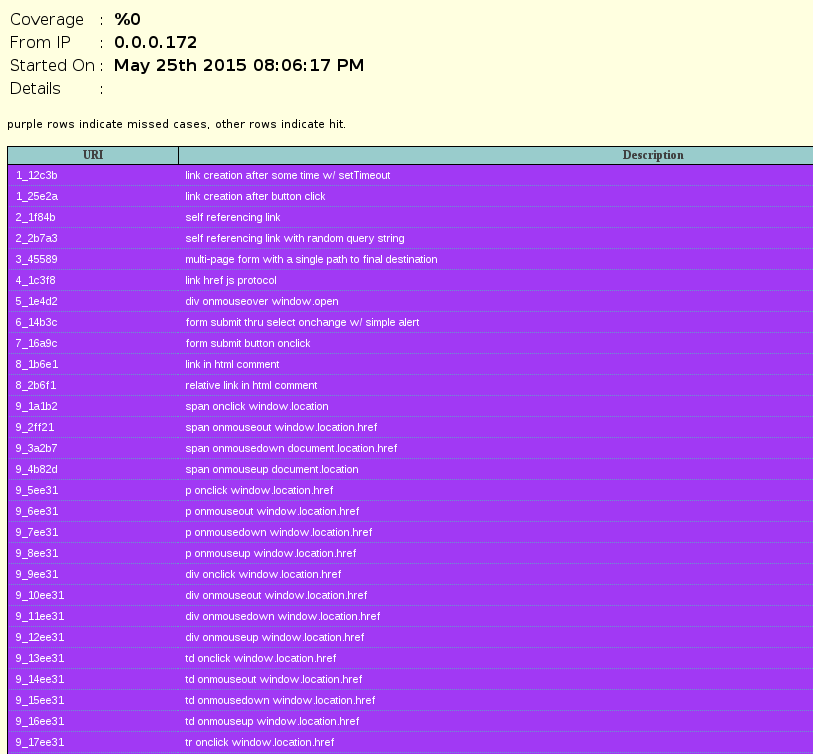 Coverage : %0
From IP : 0.0.0.172
Started On : May 25th 2015 08:06:17 PM
Details :
purple rows indicate missed cases, other rows indicate hit.
URI Description
1_12c3b link creation after some time w/ setTimeout
1_25e2a link creation after button click
2_1f84b self referencing link
2_2b7a3 self referencing link with random query string
3_45589 multi-page form with a single path to final destination
4_1c3f8 link href js protocol
5_1e4d2 div onmouseover window.open
6_14b3c form submit thru select onchange w/ simple alert
7_16a9c form submit button onclick
8_1b6e1 link in html comment
8_2b6f1 relative link in html comment
9_1a1b2 span onclick window.location
9_2ff21 span onmouseout window.location.href
9_3a2b7 span onmousedown document.location.href
9_4b82d span onmouseup document.location
9_5ee31 p onclick window.location.href
9_6ee31 p onmouseout window.location.href
9_7ee31 p onmousedown window.location.href
9_8ee31 p onmouseup window.location.href
9_9ee31 div onclick window.location.href
9_10ee31 div onmouseout window.location.href
9_11ee31 div onmousedown window.location.href
9_12ee31 div onmouseup window.location.href
9_13ee31 td onclick window.location.href
9_14ee31 td onmouseout window.location.href
9_15ee31 td onmousedown window.location.href
9_16ee31 td onmouseup window.location.href
9_17ee31 tr onclick window.location.href